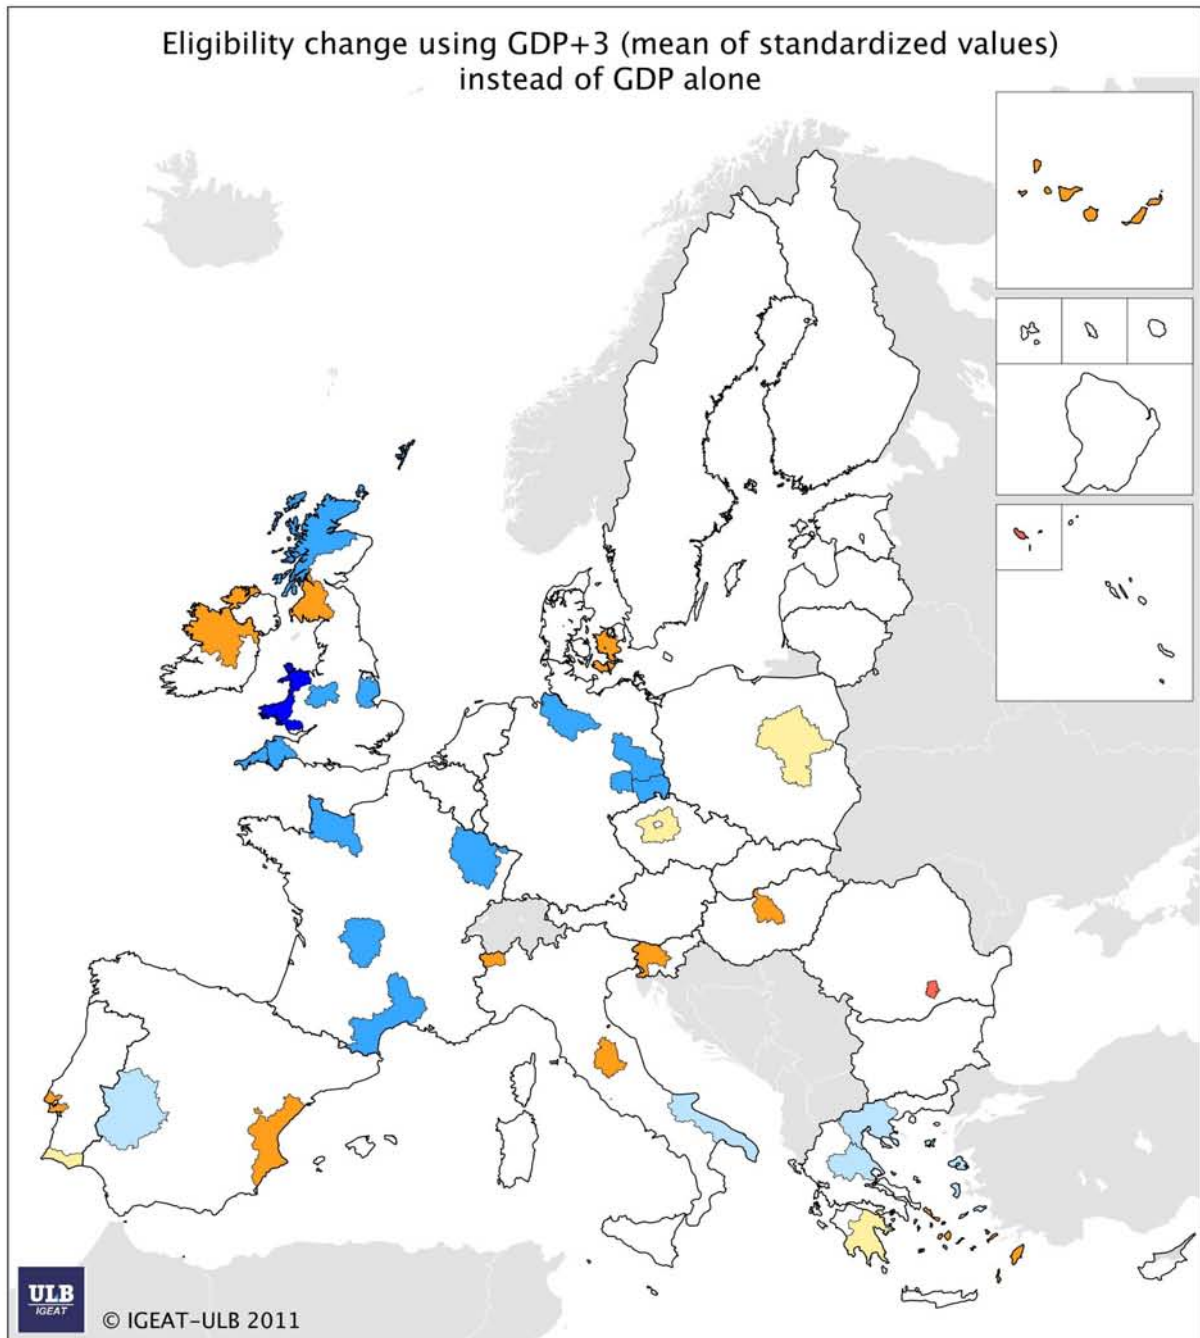 Eligibility change using GDP+3 (mean of standardized values)
instead of GDP alone
ULB
IGEAT
© IGEAT-ULB 2011